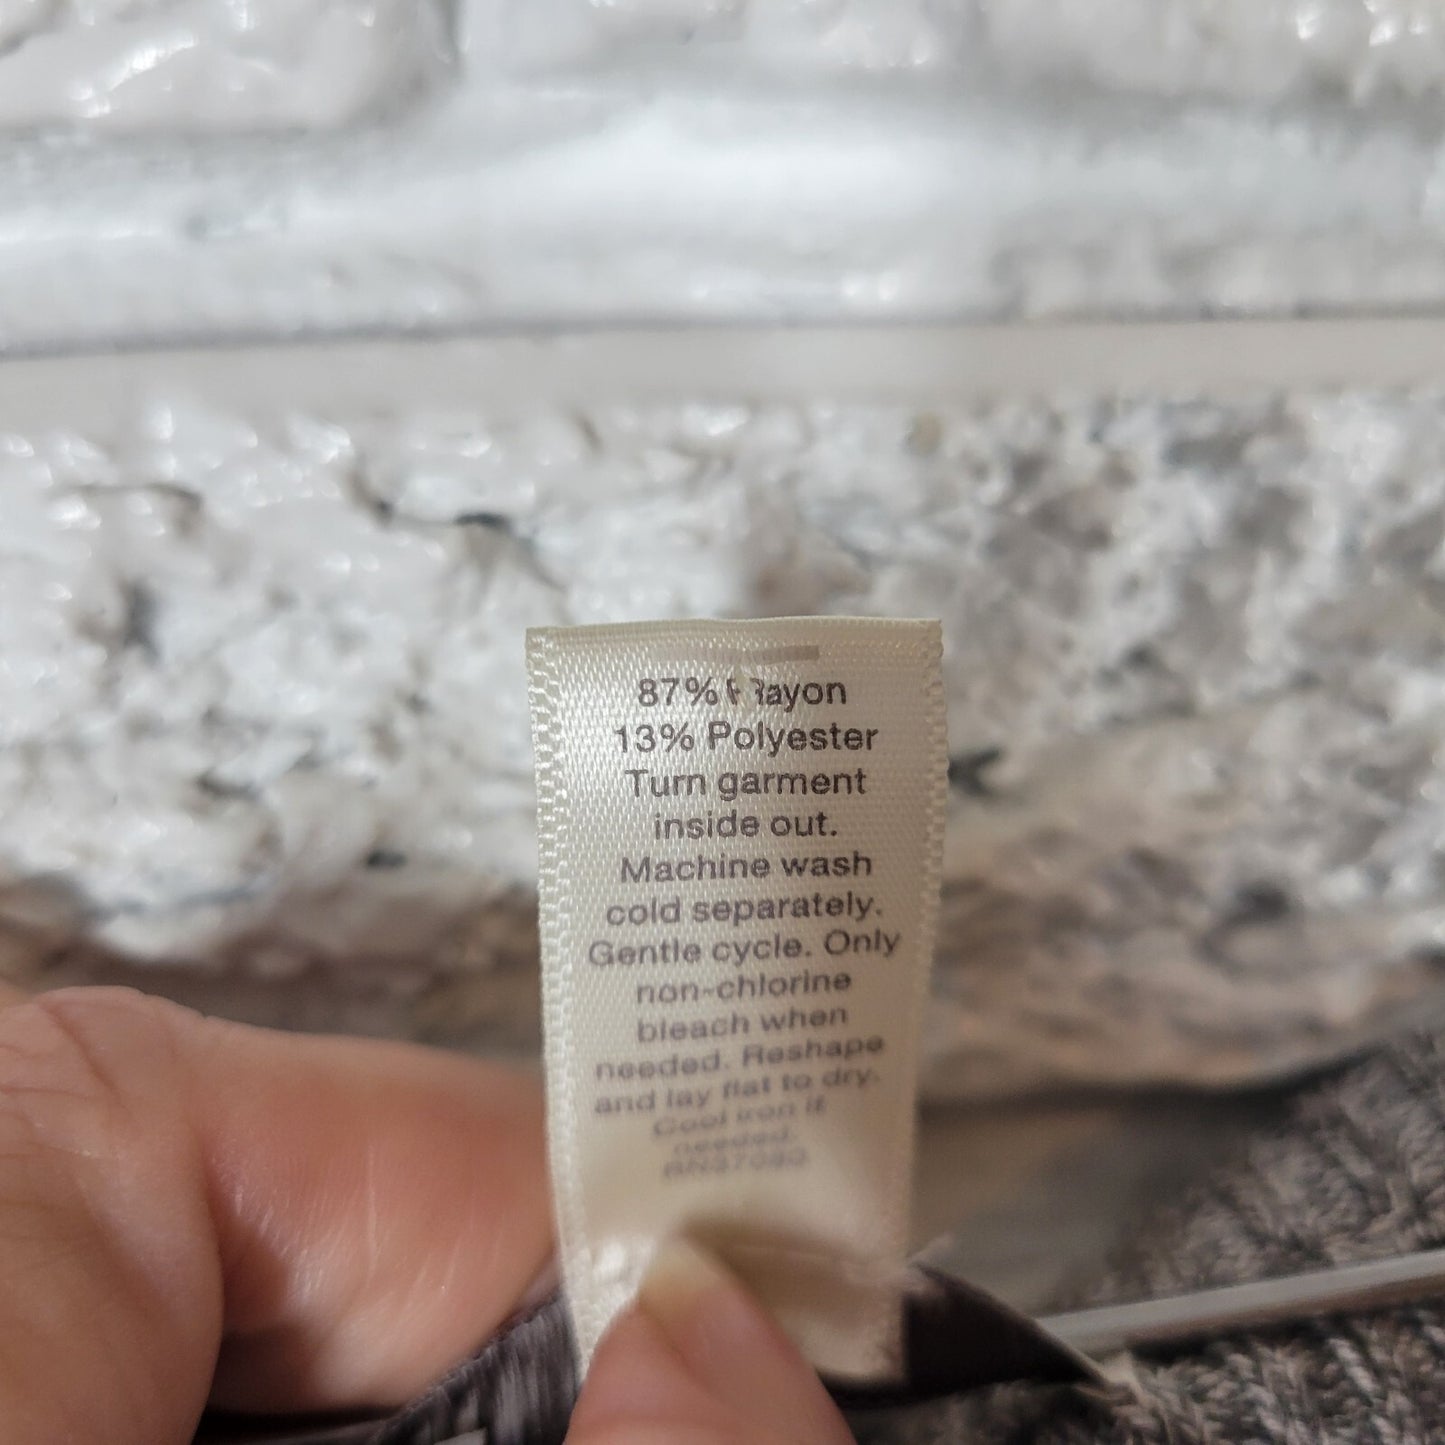 87% Rayon
13% Polyester
Turn garment
inside out.
Machine wash
cold separately.
Gentle cycle. Only
non-chlorine
bleach when
needed. Reshape
and lay flat to dry.
Cool iron if
needed.